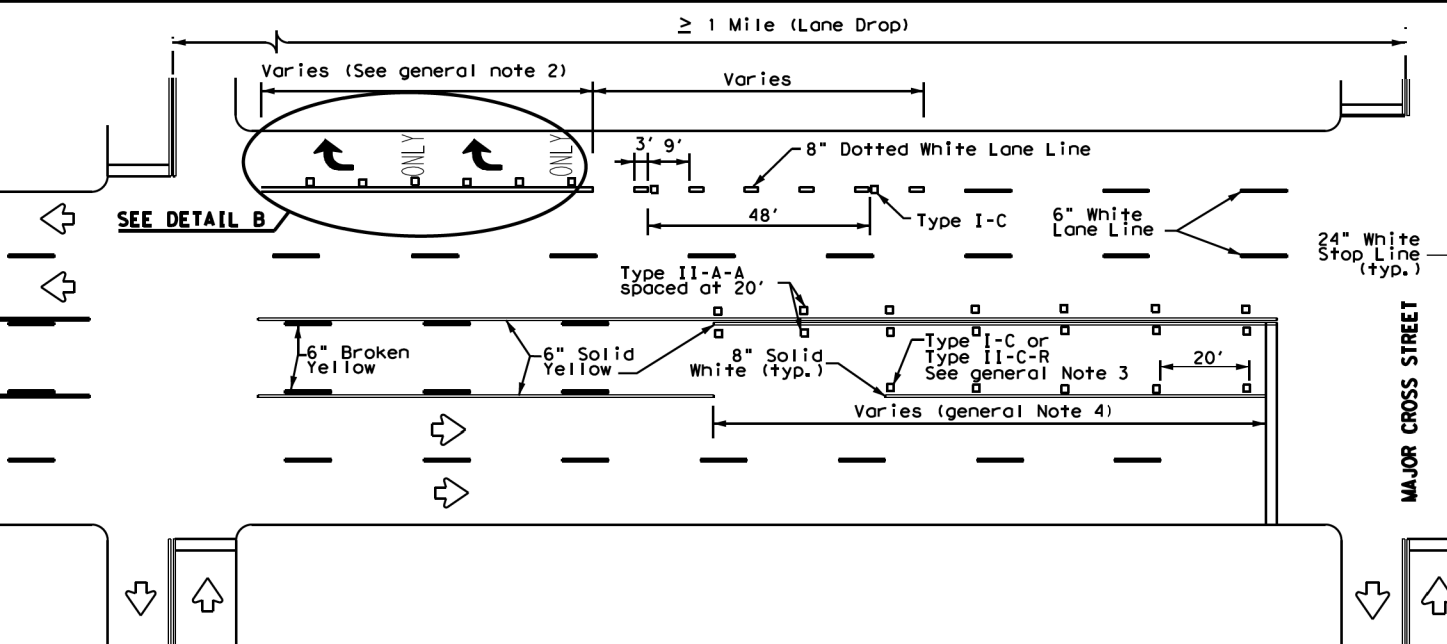 ≥ 1 Mile (Lane Drop)
Varies (See general note 2)
Varies
ONLY
ONLY
3' 9'
8" Dotted White Lane Line
SEE DETAIL B
48'
Type I-C
6" White
Lane Line
24" White
Stop Line
(typ.)
Type II-A-A
spaced at 20'
6" Broken
Yellow
6" Solid
Yellow
8" Solid
White (typ.)
Type I-C or
Type II-C-R
See general Note 3
20'
Varies (general Note 4)
MAJOR CROSS STREET